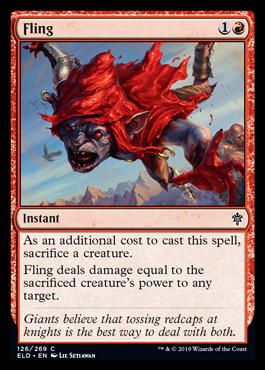 Fling 1
Instant
As an additional cost to cast this spell,
sacrifice a creature.
Fling deals damage equal to the
sacrificed creature's power to any
target.
Giants believe that tossing redcaps at
knights is the best way to deal with both.
126/269 C
ELD • EN Lie Setiawan
™ & © 2019 Wizards of the Coast